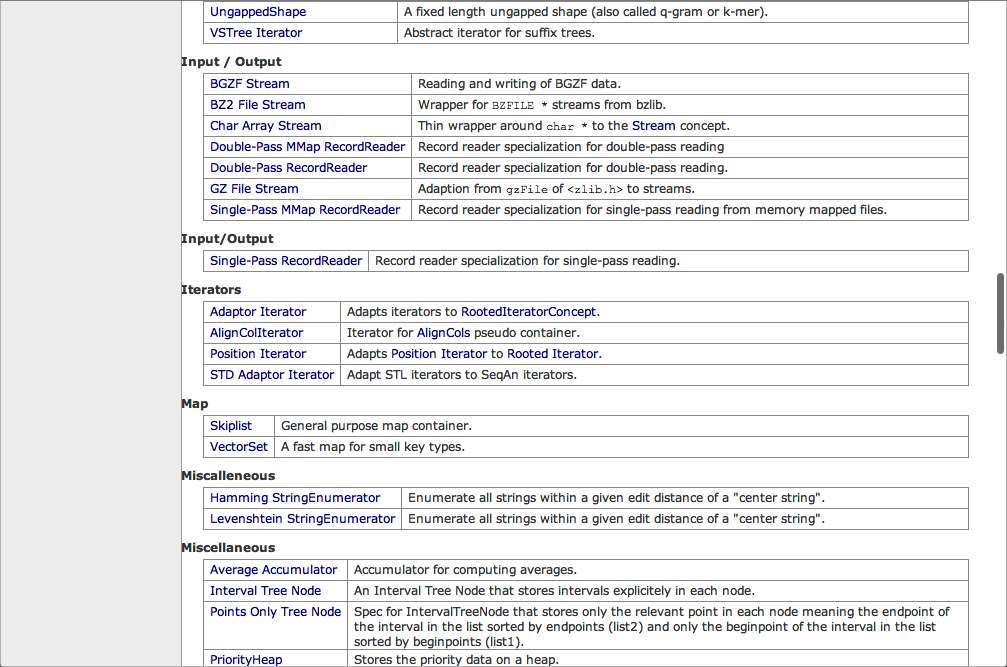 UngappedShape A fixed length ungapped shape (also called q-gram or k-mer).
VSTree Iterator Abstract iterator for suffix trees.
Input / Output
BGZF Stream Reading and writing of BGZF data.
BZ2 File Stream Wrapper for BZFILE * streams from bzlib.
Char Array Stream Thin wrapper around char * to the Stream concept.
Double-Pass MMap RecordReader Record reader specialization for double-pass reading
Double-Pass RecordReader Record reader specialization for double-pass reading.
GZ File Stream Adaption from gzFile of <zlib.h> to streams.
Single-Pass MMap RecordReader Record reader specialization for single-pass reading from memory mapped files.
Input/Output
Single-Pass RecordReader Record reader specialization for single-pass reading.
Iterators
Adaptor Iterator Adapts iterators to RootedIteratorConcept.
AlignColIterator Iterator for AlignCols pseudo container.
Position Iterator Adapts Position Iterator to Rooted Iterator.
STD Adaptor Iterator Adapt STL iterators to SeqAn iterators.
Map
Skiplist General purpose map container.
VectorSet A fast map for small key types.
Miscalleneous
Hamming StringEnumerator Enumerate all strings within a given edit distance of a "center string".
Levenshtein StringEnumerator Enumerate all strings within a given edit distance of a "center string".
Miscellaneous
Average Accumulator Accumulator for computing averages.
Interval Tree Node An Interval Tree Node that stores intervals explicitely in each node.
Points Only Tree Node Spec for IntervalTreeNode that stores only the relevant point in each node meaning the endpoint of
the interval in the list sorted by endpoints (list2) and only the beginpoint of the interval in the list
sorted by beginpoints (list1).
PriorityHeap Stores the priority data on a heap.